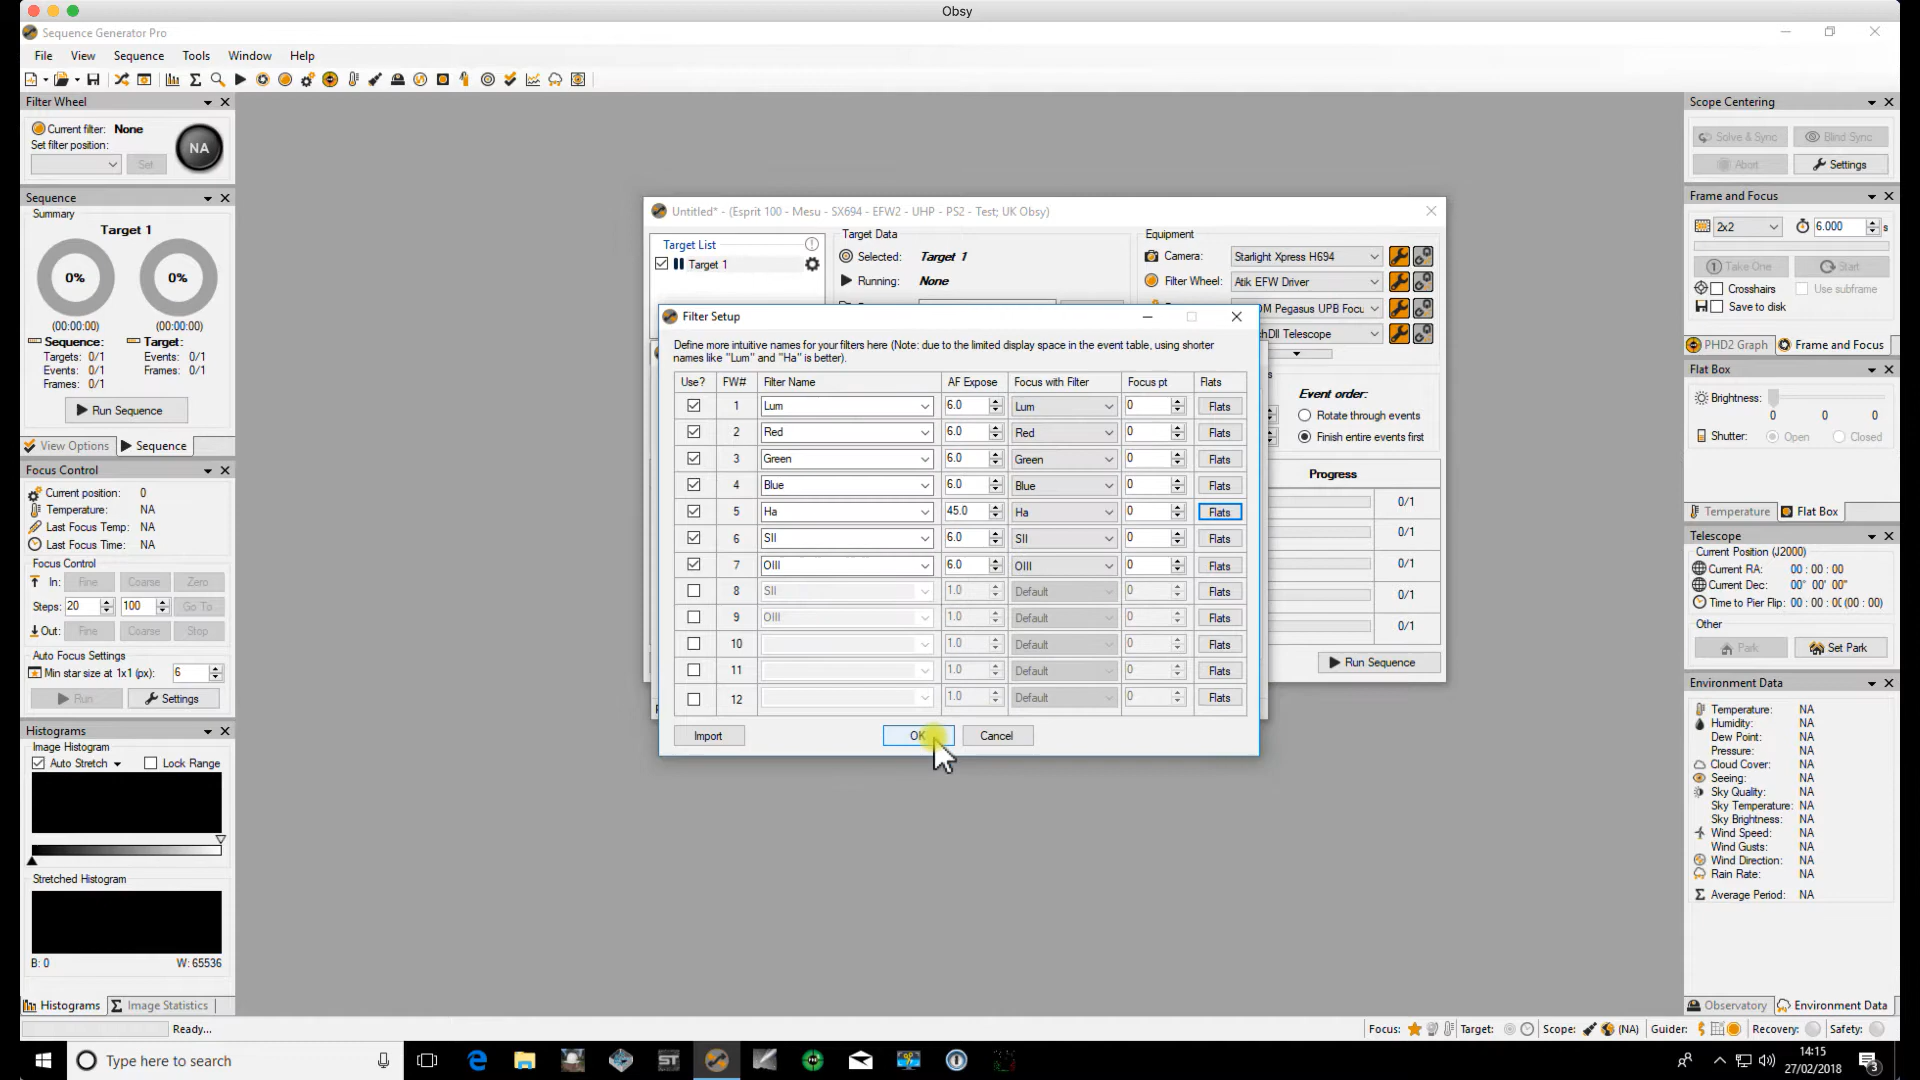 Obsy
Sequence Generator Pro
File View Sequence Tools Window Help
Filter Wheel
Current filter: None
Set filter position:
Set
NA
Sequence
Summary
Target 1
0% 0%
(00:00:00) (00:00:00)
Sequence: Target:
Targets: 0/1 Events: 0/1
Events: 0/1 Frames: 0/1
Frames: 0/1
Run Sequence
View Options Sequence
Focus Control
Current position: 0
Temperature: NA
Last Focus Temp: NA
Last Focus Time: NA
Focus Control
In: Fine Coarse Zero
Steps: 20 100 Go To
Out: Fine Coarse Stop
Auto Focus Settings
Min star size at 1x1 (px): 6
Run Settings
Histograms
Image Histogram
Auto Stretch Lock Range
Stretched Histogram
B: 0 W: 65536
Histograms Image Statistics
Ready...
Untitled* - (Esprit 100 - Mesu - SX694 - EFW2 - UHP - PS2 - Test; UK Obsy)
Target List
Target 1
Target Data
Selected: Target 1
Running: None
Equipment
Camera: Starlight Xpress H694
Filter Wheel: Atik EFW Driver
OM Pegasus UPB Focu
chDll Telescope
Event order:
Rotate through events
Finish entire events first
Progress
0/1
0/1
0/1
0/1
0/1
Run Sequence
Filter Setup
Define more intuitive names for your filters here (Note: due to the limited display space in the event table, using shorter
names like "Lum" and "Ha" is better).
Use? FW# Filter Name AF Expose Focus with Filter Focus pt Flats
1 Lum 6.0 Lum 0 Flats
2 Red 6.0 Red 0 Flats
3 Green 6.0 Green 0 Flats
4 Blue 6.0 Blue 0 Flats
5 Ha 45.0 Ha 0 Flats
6 SII 6.0 SII 0 Flats
7 OIII 6.0 OIII 0 Flats
8 SII 1.0 Default 0 Flats
9 OIII 1.0 Default 0 Flats
10 1.0 Default 0 Flats
11 1.0 Default 0 Flats
12 1.0 Default 0 Flats
Import OK Cancel
Scope Centering
Solve & Sync Blind Sync
Abort Settings
Frame and Focus
2x2 6.000 s
Take One Start
Crosshairs Use subframe
Save to disk
PHD2 Graph Frame and Focus
Flat Box
Brightness:
0 0 0
Shutter: Open Closed
Temperature Flat Box
Telescope
Current Position (J2000)
Current RA: 00 : 00 : 00
Current Dec: 00° 00' 00"
Time to Pier Flip: 00 : 00 : 0( (00 : 00)
Other
Park Set Park
Environment Data
Temperature: NA
Humidity: NA
Dew Point: NA
Pressure: NA
Cloud Cover: NA
Seeing: NA
Sky Quality: NA
Sky Temperature: NA
Sky Brightness: NA
Wind Speed: NA
Wind Gusts: NA
Wind Direction: NA
Rain Rate: NA
Average Period: NA
Observatory Environment Data
Focus: Target: Scope: (NA) Guider: Recovery: Safety:
Type here to search
ST
14:15
27/02/2018
3